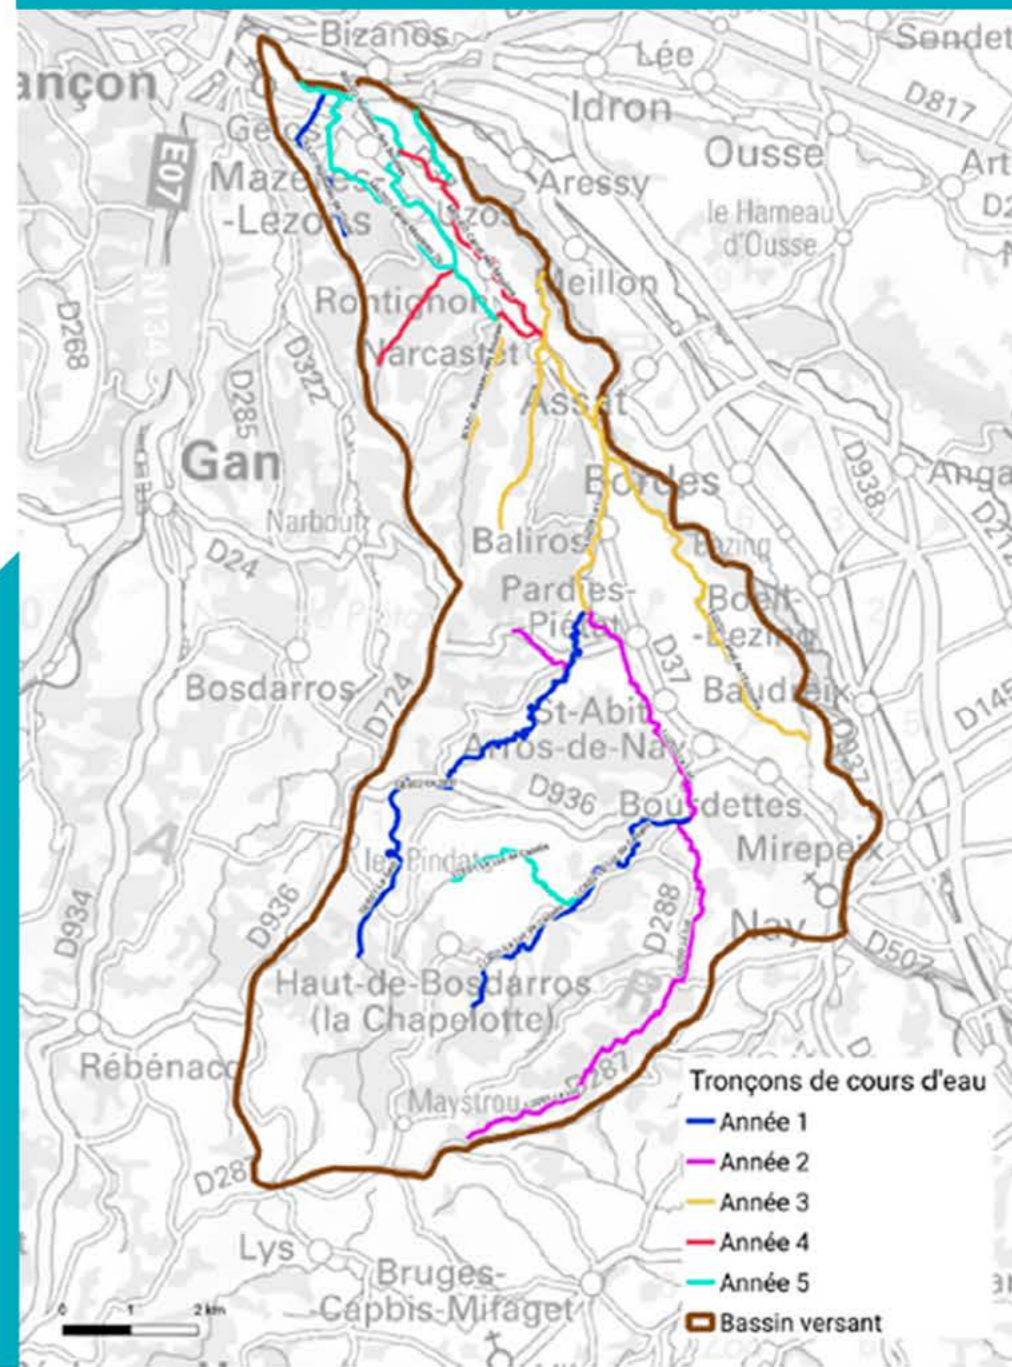 Bizanos
Sendet
Lée
ançon
Idron
D817
Gelos
Ousse
Art
E07
Mazères-
-Lezons
Aressy
Uzos
le Hameau
d'Ousse
Meillon
N134
Rontignon
D268
D322
Narcastet
D285
Assat
Gan
Bordes
D938
Anga
Narbout
D212
D24
Baliros
Bezing
Pardies-
-Piétat
Boeil-
-Bezing
D37
Bosdarros
D724
Baudreix
D145
St-Abit
Arros-de-Nay
D937
D936
Bourdettes
le Pindat
Mirepeix
D934
D936
D288
Nay
D507
Haut-de-Bosdarros
(la Chapelotte)
Rébénacq
D287
Maystrou
D287
Lys
Bruges-
-Capbis-Mifaget
0 1 2 km
Tronçons de cours d'eau
Année 1
Année 2
Année 3
Année 4
Année 5
Bassin versant